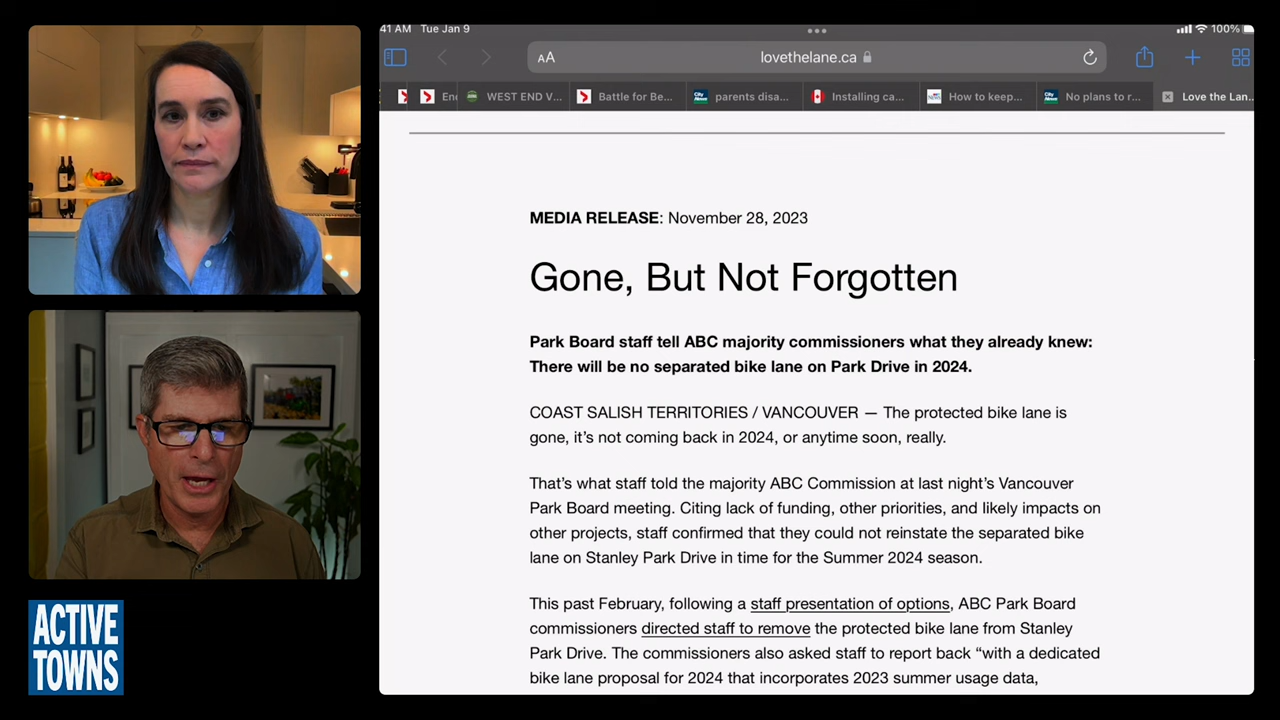 41 AM Tue Jan 9
100%
AA
lovethelane.ca
En
WEST END V...
Battle for Be...
parents disa...
Installing ca...
How to keep...
No plans to r...
Love the Lan...
MEDIA RELEASE: November 28, 2023
Gone, But Not Forgotten
Park Board staff tell ABC majority commissioners what they already knew:
There will be no separated bike lane on Park Drive in 2024.
COAST SALISH TERRITORIES / VANCOUVER — The protected bike lane is
gone, it’s not coming back in 2024, or anytime soon, really.
That’s what staff told the majority ABC Commission at last night’s Vancouver
Park Board meeting. Citing lack of funding, other priorities, and likely impacts on
other projects, staff confirmed that they could not reinstate the separated bike
lane on Stanley Park Drive in time for the Summer 2024 season.
This past February, following a staff presentation of options, ABC Park Board
commissioners directed staff to remove the protected bike lane from Stanley
Park Drive. The commissioners also asked staff to report back “with a dedicated
bike lane proposal for 2024 that incorporates 2023 summer usage data,
ACTIVE
TOWNS